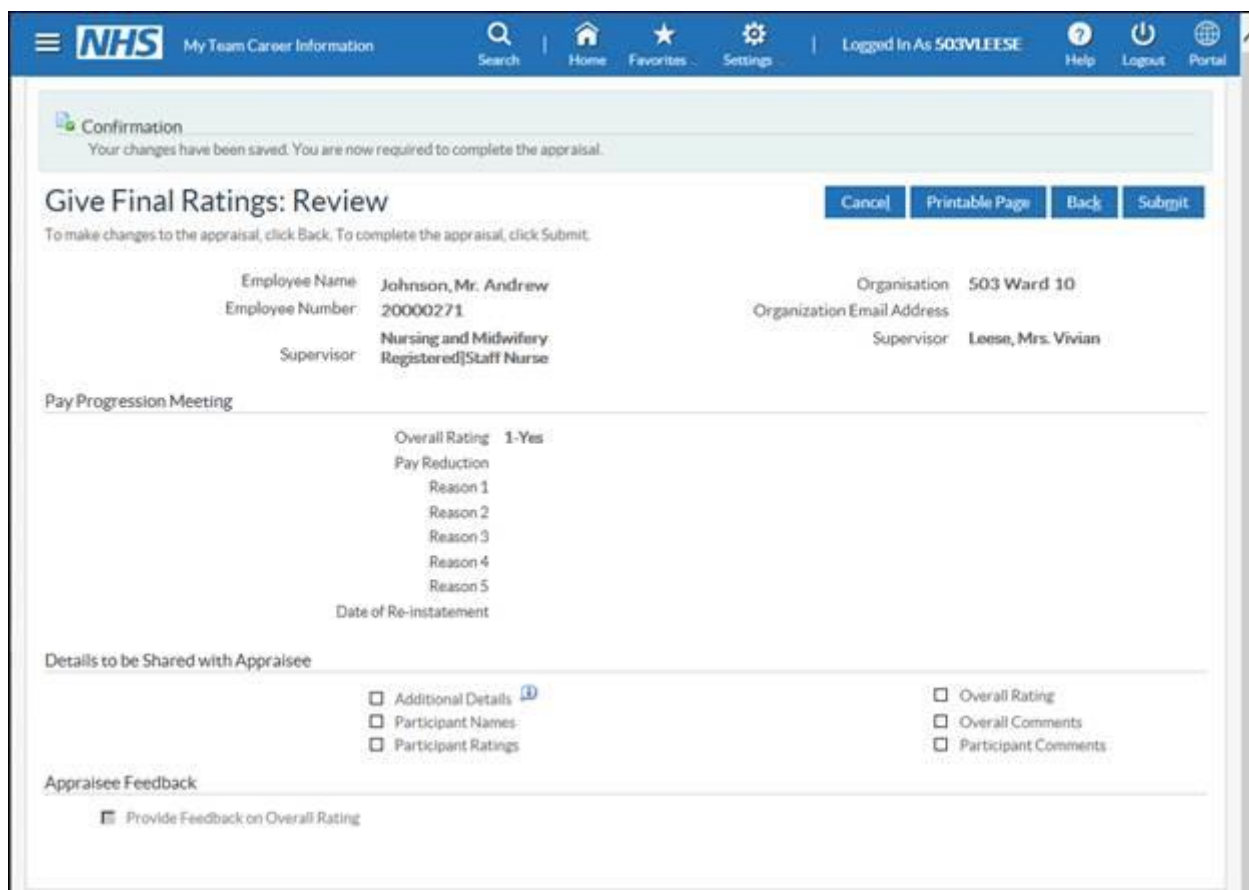 NHS My Team Career Information Search Home Favorites Settings Logged In As 503VLEESE Help Logout Portal
Confirmation
Your changes have been saved. You are now required to complete the appraisal.
Give Final Ratings: Review Cancel Printable Page Back Submit
To make changes to the appraisal, click Back. To complete the appraisal, click Submit.
Employee Name Johnson, Mr. Andrew Organisation 503 Ward 10
Employee Number 20000271 Organization Email Address
Supervisor Nursing and Midwifery Supervisor Leese, Mrs. Vivian
Registered|Staff Nurse
Pay Progression Meeting
Overall Rating 1-Yes
Pay Reduction
Reason 1
Reason 2
Reason 3
Reason 4
Reason 5
Date of Re-instatement
Details to be Shared with Appraisee
Additional Details Overall Rating
Participant Names Overall Comments
Participant Ratings Participant Comments
Appraisee Feedback
Provide Feedback on Overall Rating